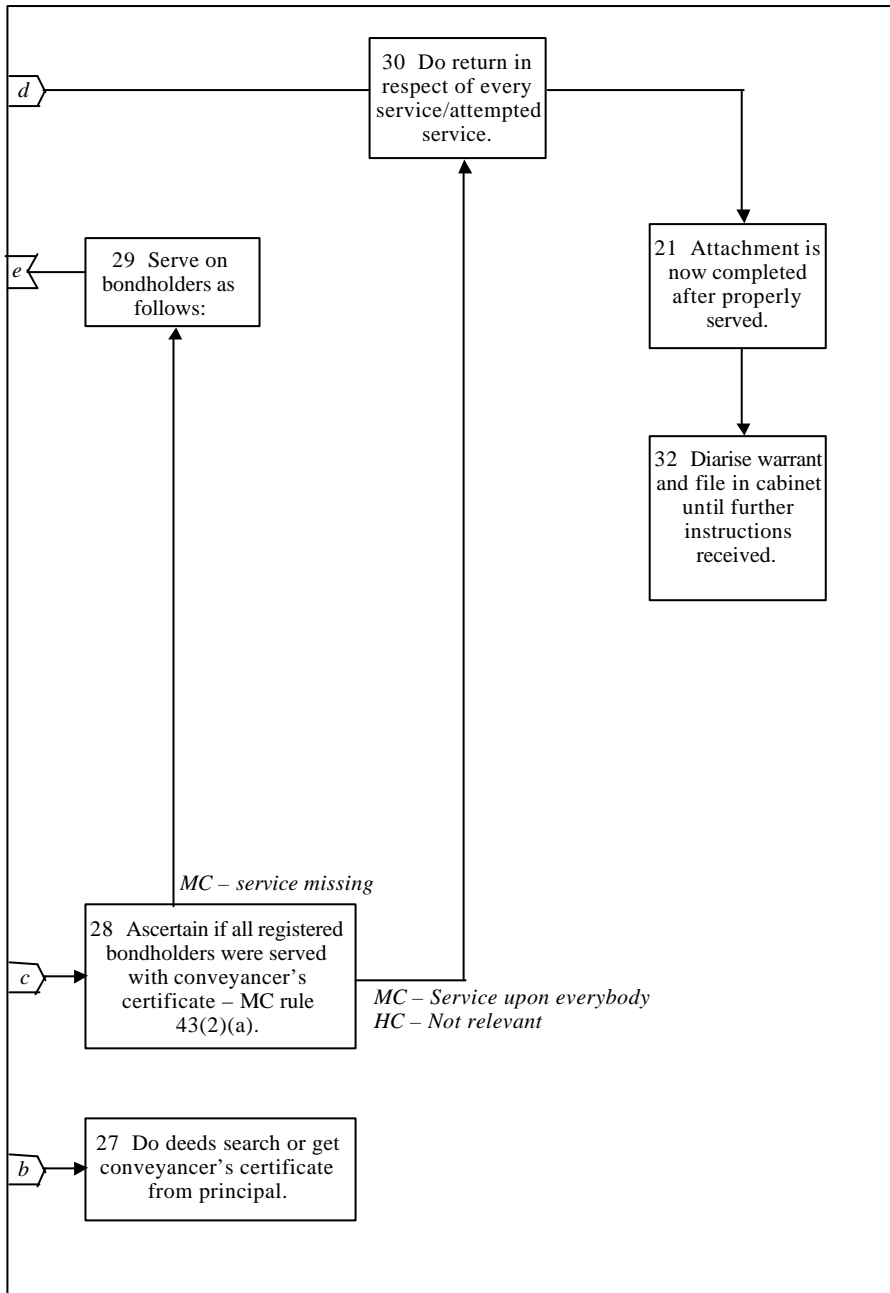 d
30 Do return in
respect of every
service/attempted
service.
e
29 Serve on
bondholders as
follows:
21 Attachment is
now completed
after properly
served.
32 Diarise warrant
and file in cabinet
until further
instructions
received.
MC – service missing
c
28 Ascertain if all registered
bondholders were served
with conveyancer’s
certificate – MC rule
43(2)(a).
MC – Service upon everybody
HC – Not relevant
b
27 Do deeds search or get
conveyancer’s certificate
from principal.